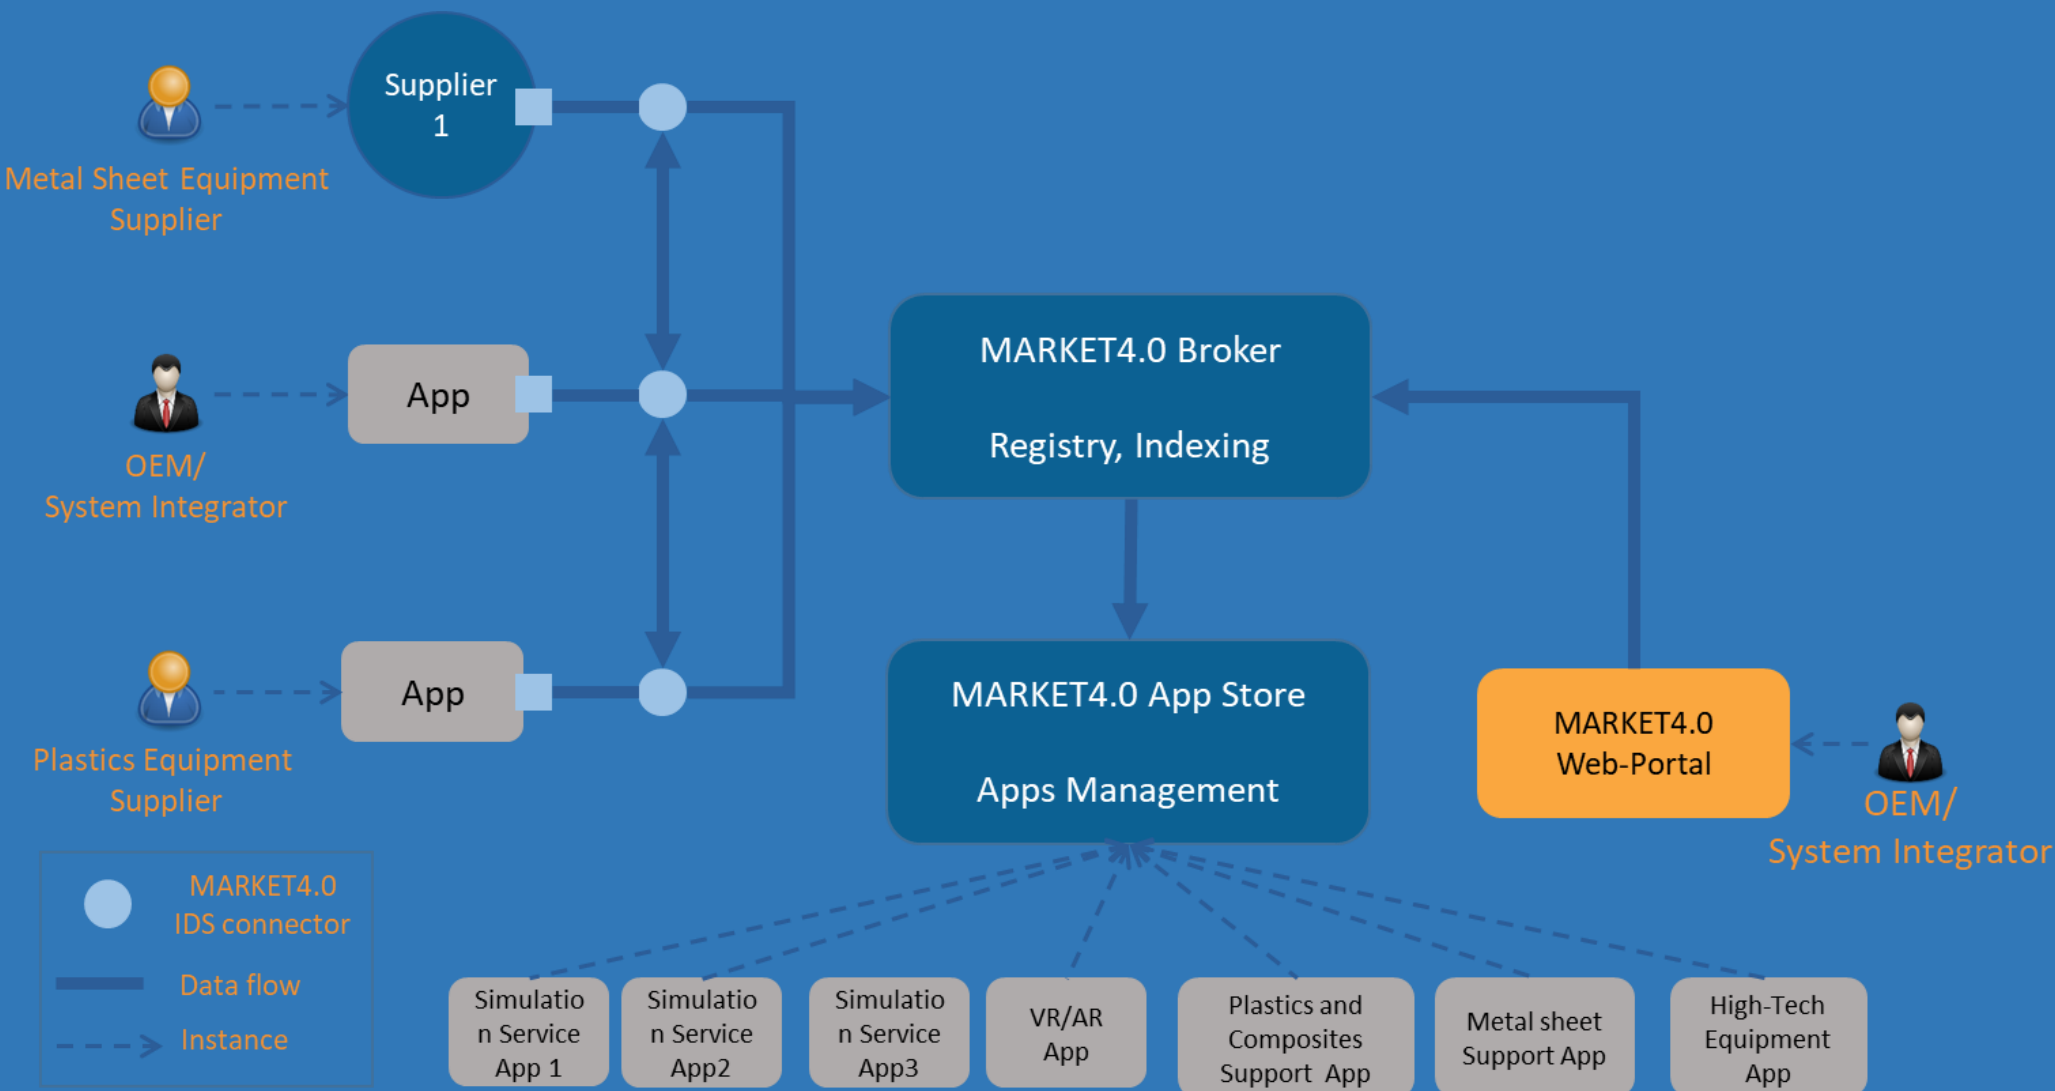 Supplier
1
Metal Sheet Equipment
Supplier
App
OEM/
System Integrator
App
Plastics Equipment
Supplier
MARKET4.0 Broker
Registry, Indexing
MARKET4.0 App Store
Apps Management
MARKET4.0
Web-Portal
OEM/
System Integrator
MARKET4.0
IDS connector
Data flow
Instance
Simulatio
n Service
App 1
Simulatio
n Service
App2
Simulatio
n Service
App3
VR/AR
App
Plastics and
Composites
Support App
Metal sheet
Support App
High-Tech
Equipment
App